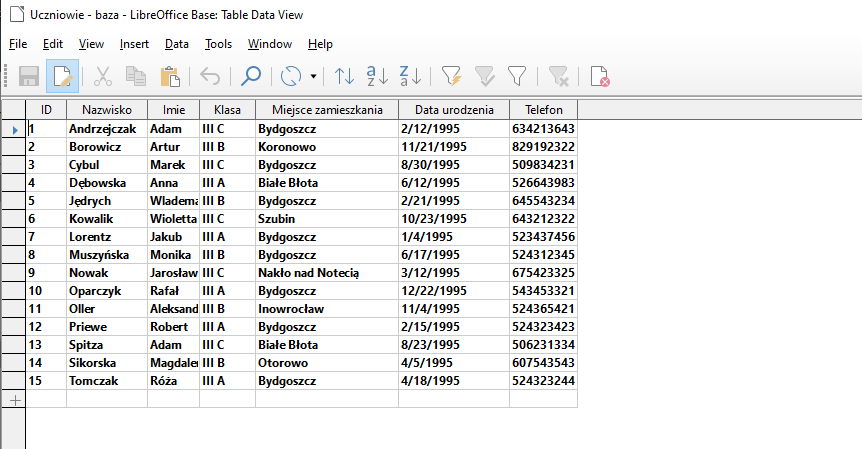 Uczniowie - baza - LibreOffice Base: Table Data View
File Edit View Insert Data Tools Window Help
ID Nazwisko Imie Klasa Miejsce zamieszkania Data urodzenia Telefon
1 Andrzejczak Adam III C Bydgoszcz 2/12/1995 634213643
2 Borowicz Artur III B Koronowo 11/21/1995 829192322
3 Cybul Marek III C Bydgoszcz 8/30/1995 509834231
4 Dębowska Anna III A Białe Błota 6/12/1995 526643983
5 Jędrych Wladema III B Bydgoszcz 2/21/1995 645543234
6 Kowalik Wioletta III C Szubin 10/23/1995 643212322
7 Lorentz Jakub III A Bydgoszcz 1/4/1995 523437456
8 Muszyńska Monika III B Bydgoszcz 6/17/1995 524312345
9 Nowak Jarosław III C Nakło nad Notecią 3/12/1995 675423325
10 Oparczyk Rafał III A Bydgoszcz 12/22/1995 543453321
11 Oller Aleksand III B Inowrocław 11/4/1995 524365421
12 Priewe Robert III A Bydgoszcz 2/15/1995 524323423
13 Spitza Adam III C Białe Błota 8/23/1995 506231334
14 Sikorska Magdalen III B Otorowo 4/5/1995 607543543
15 Tomczak Róża III A Bydgoszcz 4/18/1995 524323244